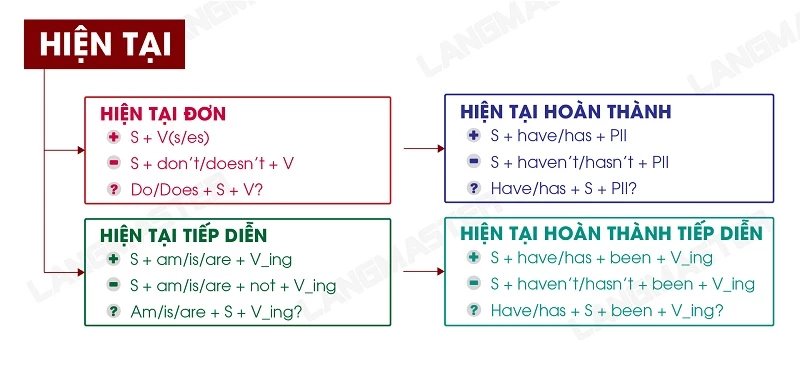 HIỆN TẠI
HIỆN TẠI ĐƠN
+ S + V(s/es)
- S + don't/doesn't + V
? Do/Does + S + V?
HIỆN TẠI HOÀN THÀNH
+ S + have/has + PII
- S + haven't/hasn't + PII
? Have/has + S + PII?
HIỆN TẠI TIẾP DIỄN
+ S + am/is/are + V_ing
- S + am/is/are + not + V_ing
? Am/is/are + S + V_ing?
HIỆN TẠI HOÀN THÀNH TIẾP DIỄN
+ S + have/has + been + V_ing
- S + haven't/hasn't + been + V_ing
? Have/has + S + been + V_ing?
LANGMASTER
LANGMASTER
LANGMASTER
LANGMASTER